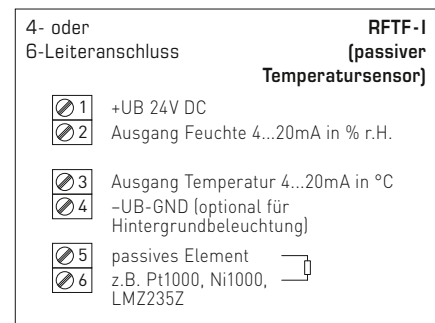 4- oder RFTF-I
6-Leiteranschluss (passiver
Temperatursensor)
1 +UB 24V DC
2 Ausgang Feuchte 4...20mA in % r.H.
3 Ausgang Temperatur 4...20mA in °C
4 –UB-GND (optional für
Hintergrundbeleuchtung)
5 passives Element
6 z.B. Pt1000, Ni1000,
LMZ235Z